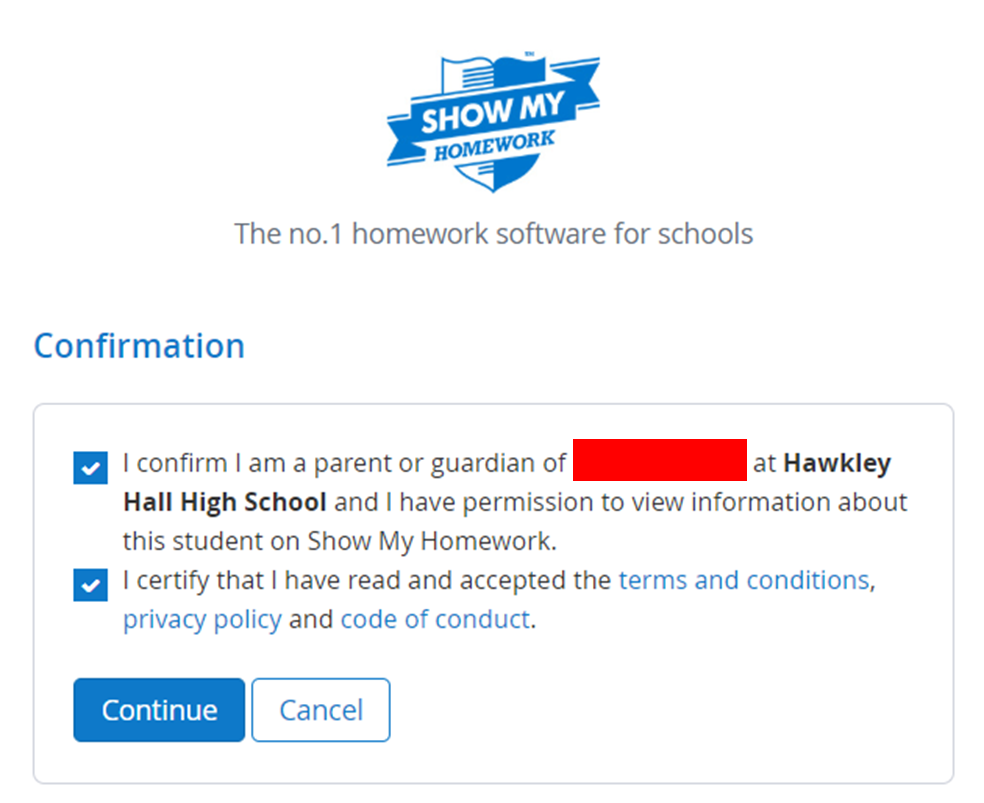 SHOW MY
HOMEWORK
The no.1 homework software for schools
Confirmation
I confirm I am a parent or guardian of at Hawkley
Hall High School and I have permission to view information about
this student on Show My Homework.
I certify that I have read and accepted the terms and conditions,
privacy policy and code of conduct.
Continue Cancel